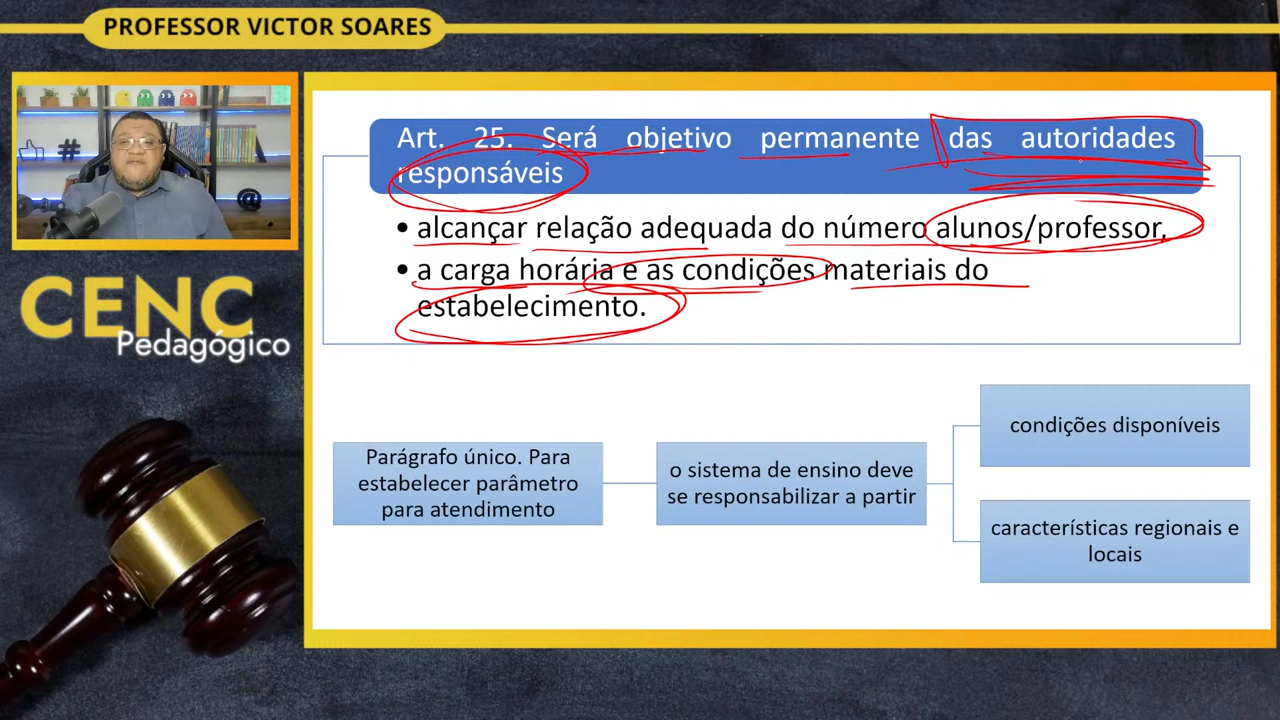 PROFESSOR VICTOR SOARES
Art. 25. Será objetivo permanente das autoridades
responsáveis
• alcançar relação adequada do número alunos/professor,
• a carga horária e as condições materiais do
estabelecimento.
CENC
Pedagógico
Parágrafo único. Para
estabelecer parâmetro
para atendimento
o sistema de ensino deve
se responsabilizar a partir
condições disponíveis
características regionais e
locais